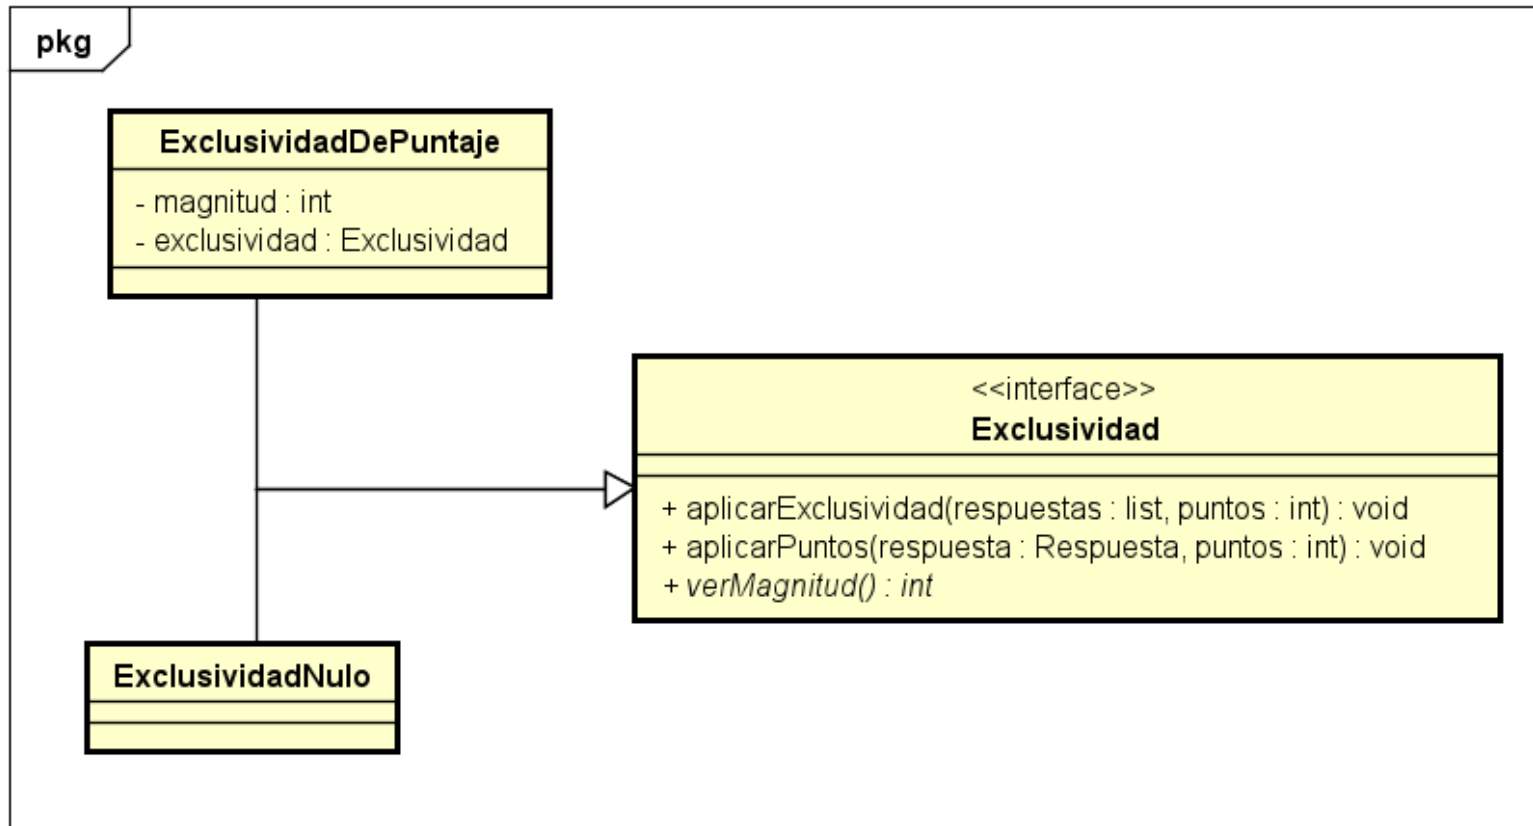 pkg
ExclusividadDePuntaje
- magnitud : int
- exclusividad : Exclusividad
<<interface>>
Exclusividad
+ aplicarExclusividad(respuestas : list, puntos : int) : void
+ aplicarPuntos(respuesta : Respuesta, puntos : int) : void
+ verMagnitud() : int
ExclusividadNulo